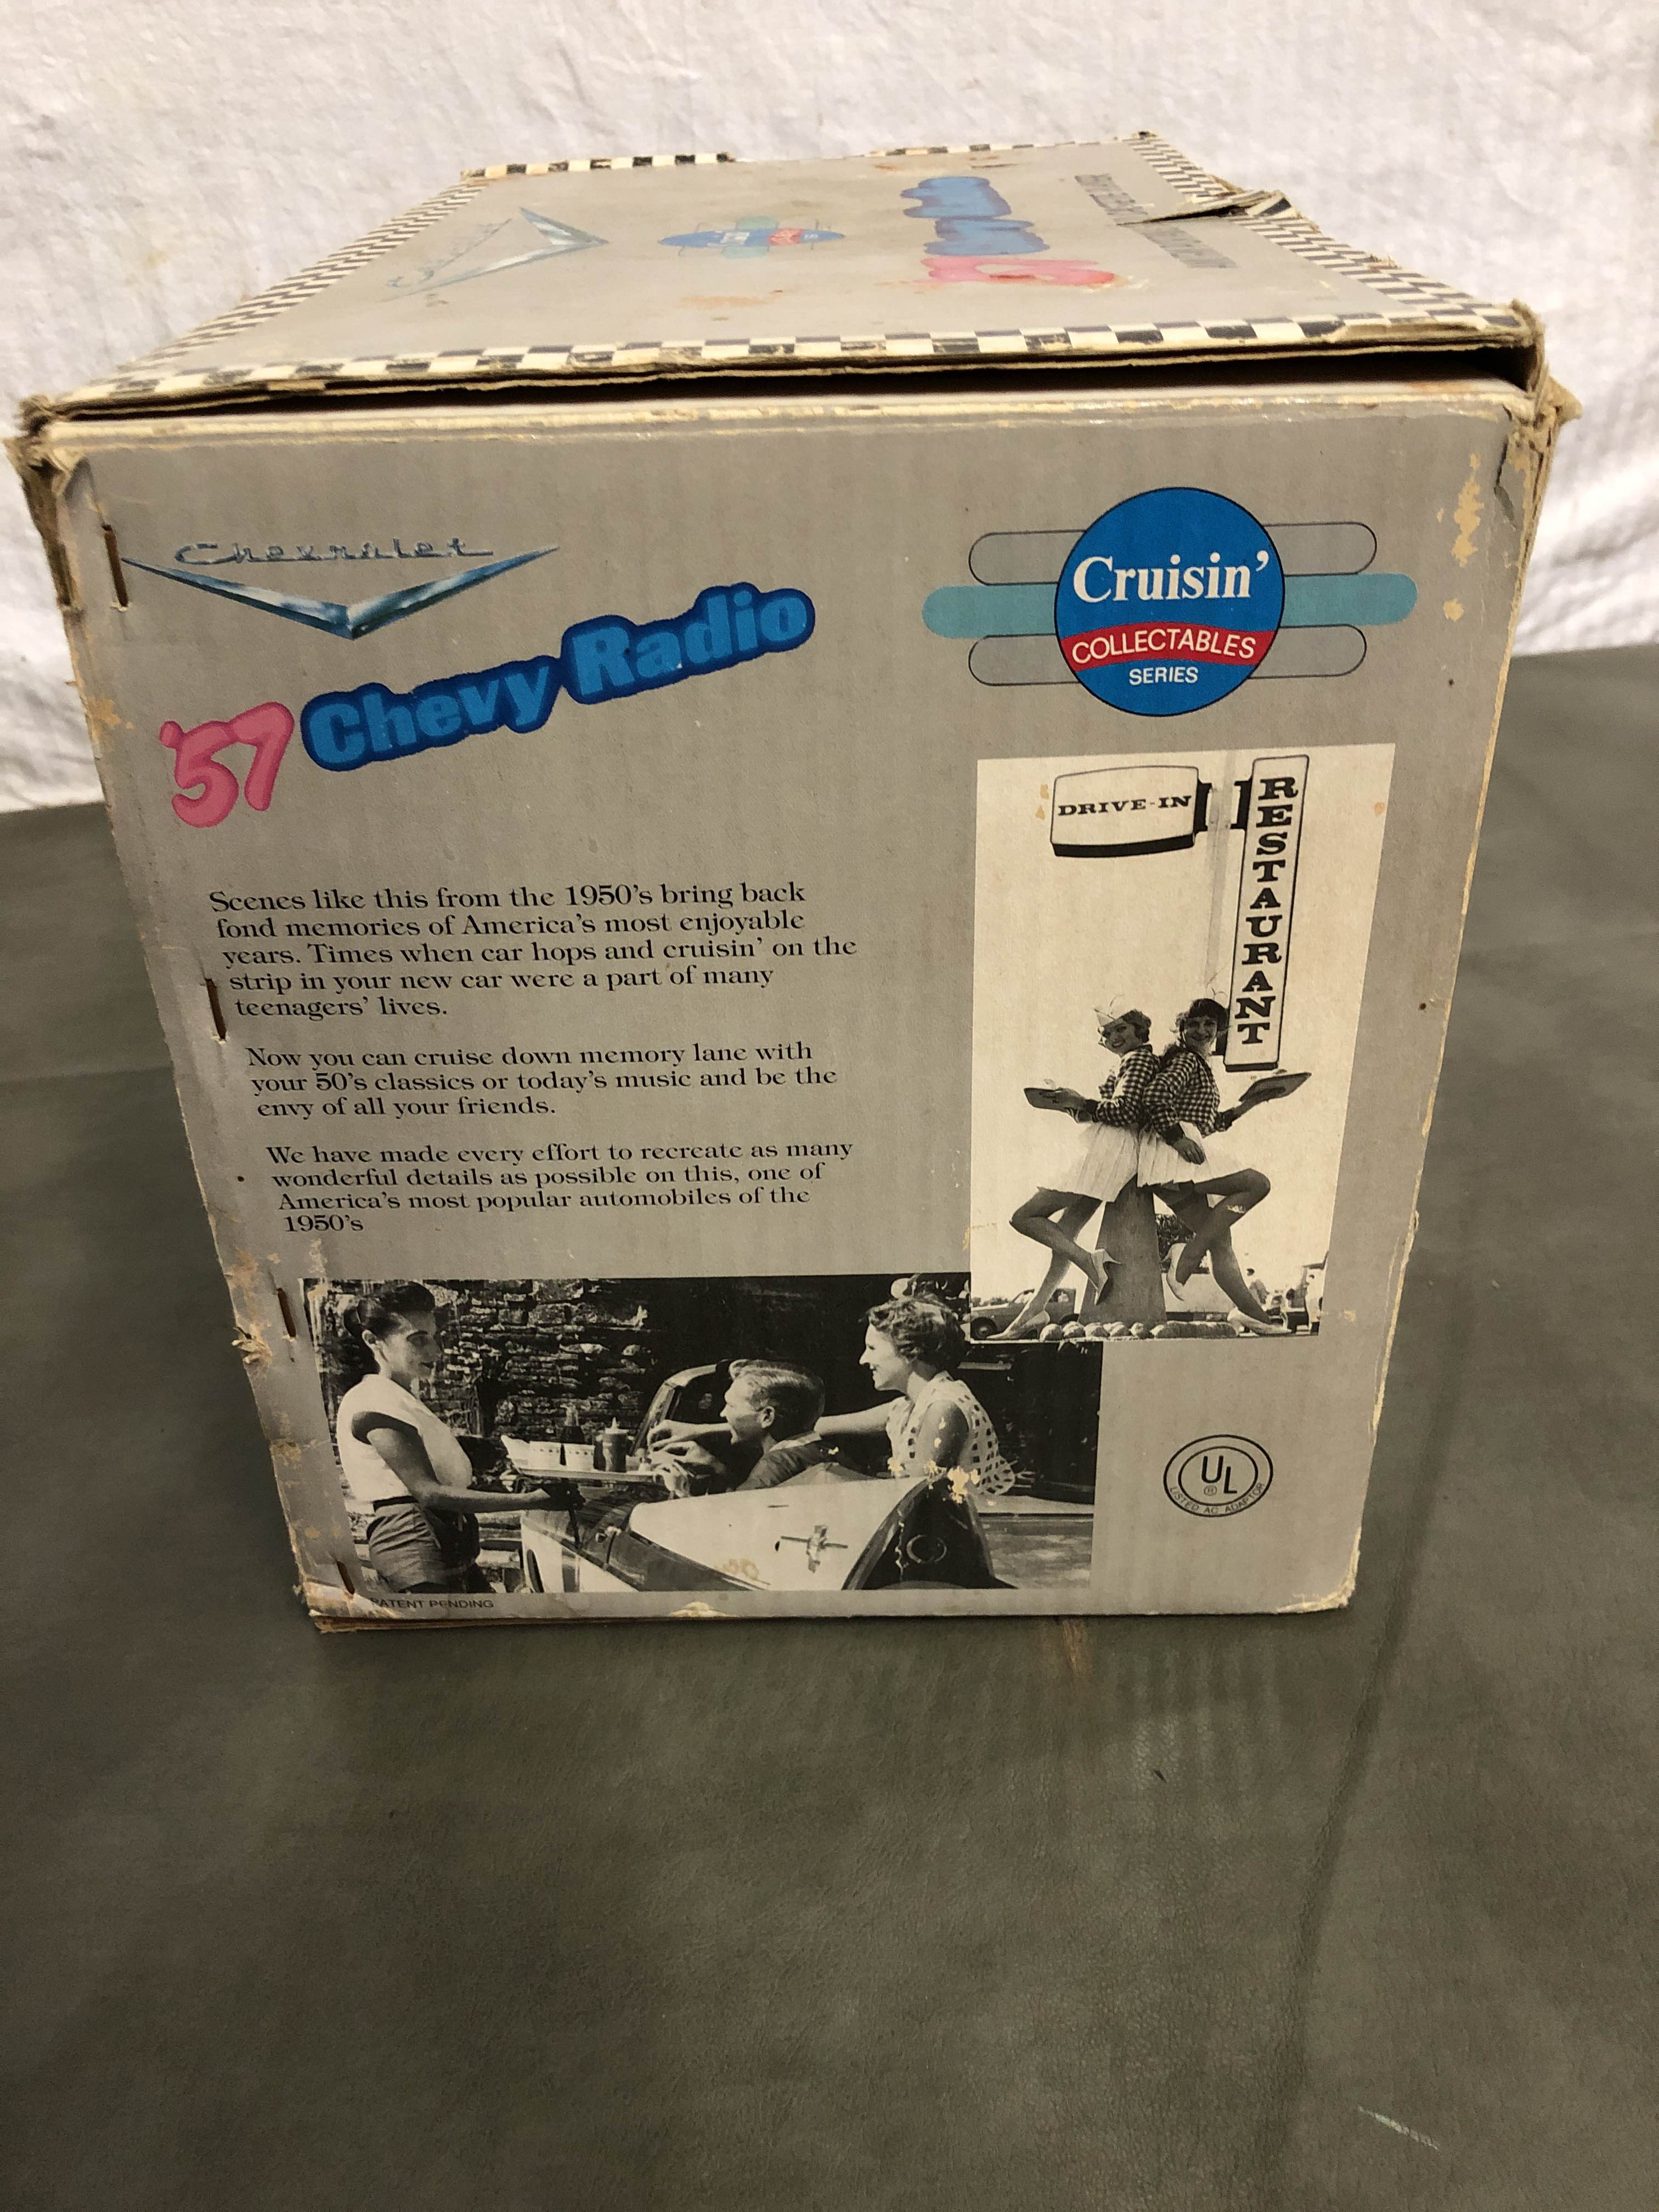 Chevrolet
'57 Chevy Radio
Cruisin'
COLLECTABLES
SERIES
DRIVE-IN
RESTAURANT
Scenes like this from the 1950's bring back
fond memories of America's most enjoyable
years. Times when car hops and cruisin' on the
strip in your new car were a part of many
teenagers' lives.
Now you can cruise down memory lane with
your 50's classics or today's music and be the
envy of all your friends.
We have made every effort to recreate as many
wonderful details as possible on this, one of
America's most popular automobiles of the
1950's
UL
®
LISTED AC ADAPTOR
PATENT PENDING